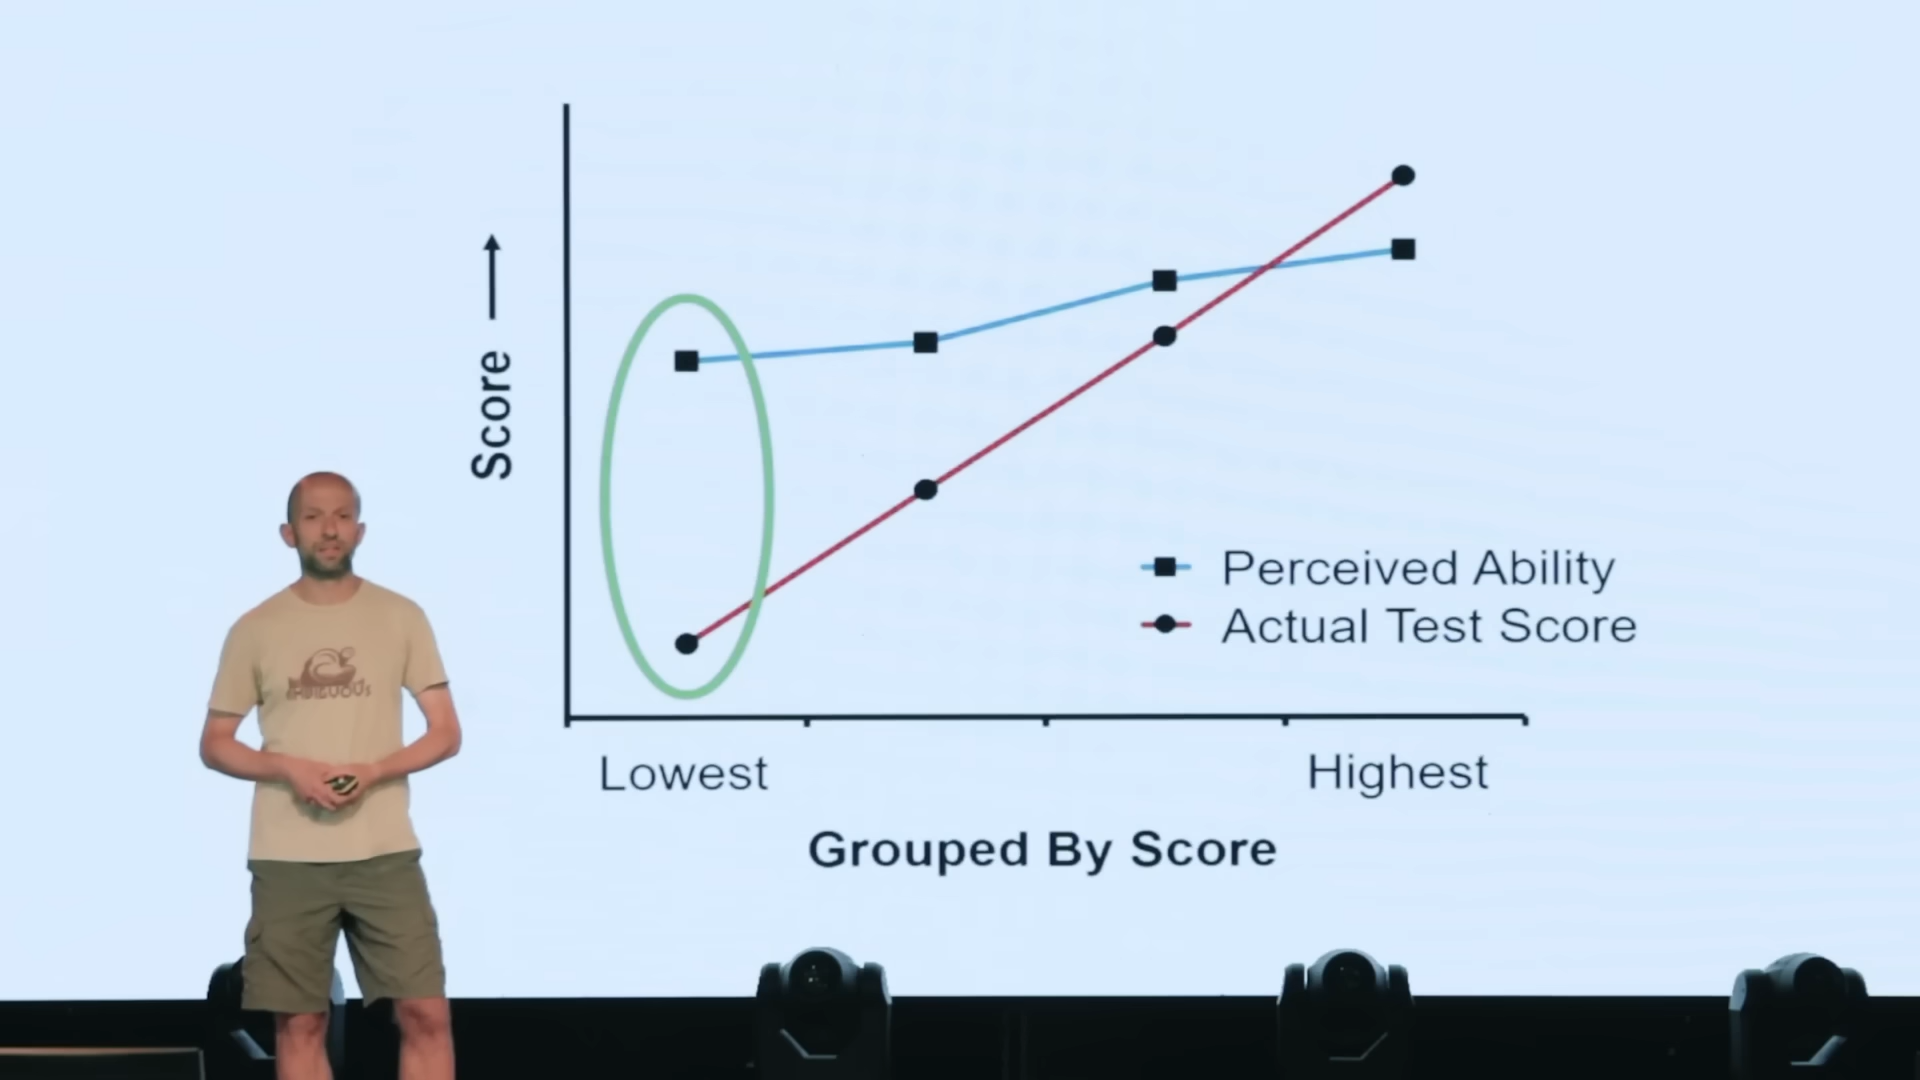 Score
Perceived Ability
Actual Test Score
Lowest
Highest
Grouped By Score